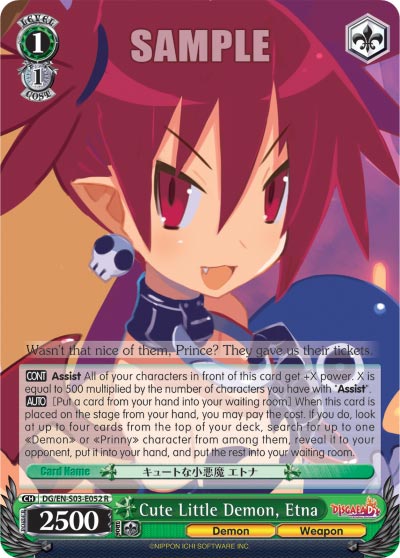 LEVEL
1
1
COST
SAMPLE
Wasn't that nice of them, Prince? They gave us their tickets.
CONT Assist All of your characters in front of this card get +X power. X is
equal to 500 multiplied by the number of characters you have with "Assist".
AUTO [Put a card from your hand into your waiting room] When this card is
placed on the stage from your hand, you may pay the cost. If you do, look
at up to four cards from the top of your deck, search for up to one
«Demon» or «Prinny» character from among them, reveal it to your
opponent, put it into your hand, and put the rest into your waiting room.
Card Name
キュートな小悪魔 エトナ
CH DG/EN-S03-E052 R
POWER
2500
SOUL
Cute Little Demon, Etna
DISGAEA D2
Demon
Weapon
©NIPPON ICHI SOFTWARE INC.